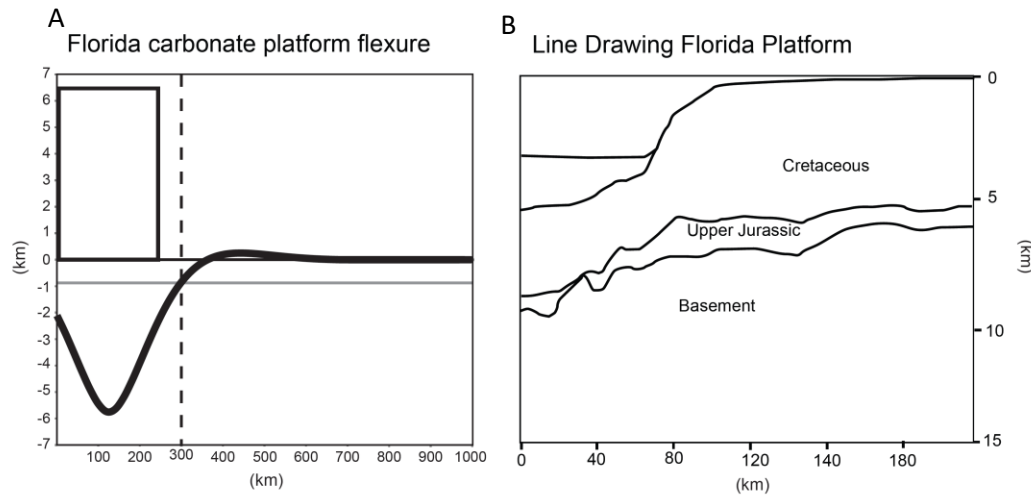 A
Florida carbonate platform flexure
7
6
5
4
3
2
1
0
-1
-2
-3
-4
-5
-6
-7
(km)
100 200 300 400 500 600 700 800 900 1000
(km)
B
Line Drawing Florida Platform
Cretaceous
Upper Jurassic
Basement
0
5
10
15
(km)
0 40 80 120 140 180
(km)